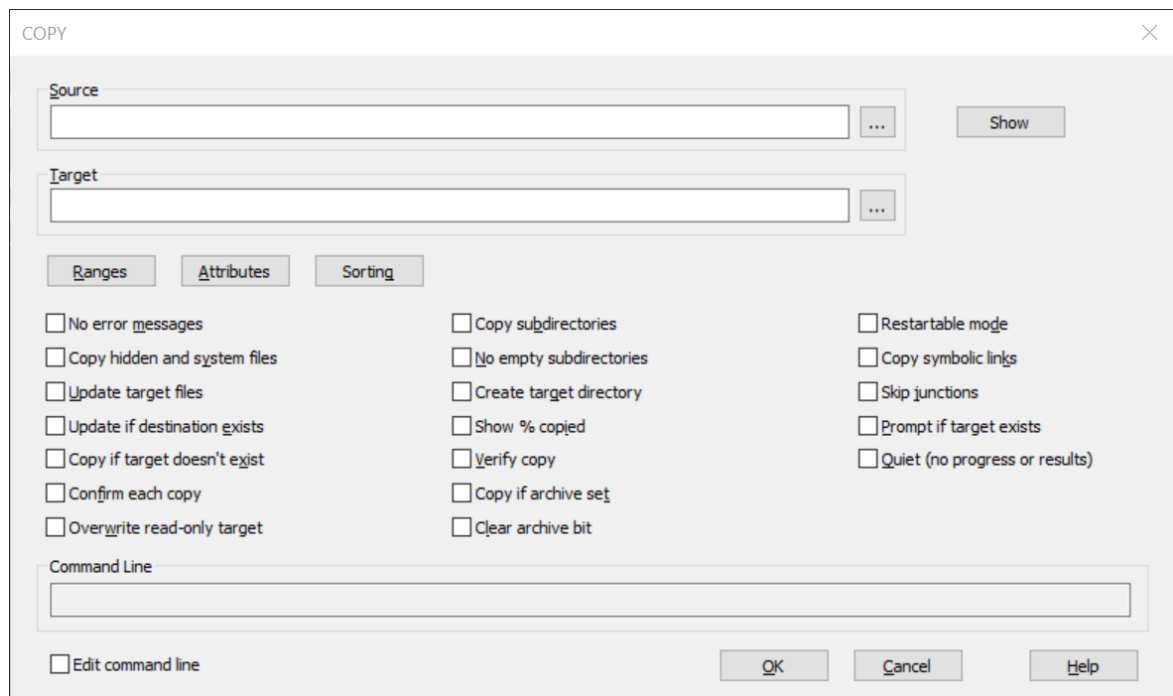 COPY
Source
... Show
Target
...
Ranges Attributes Sorting
No error messages Copy subdirectories Restartable mode
Copy hidden and system files No empty subdirectories Copy symbolic links
Update target files Create target directory Skip junctions
Update if destination exists Show % copied Prompt if target exists
Copy if target doesn't exist Verify copy Quiet (no progress or results)
Confirm each copy Copy if archive set
Overwrite read-only target Clear archive bit
Command Line
Edit command line OK Cancel Help